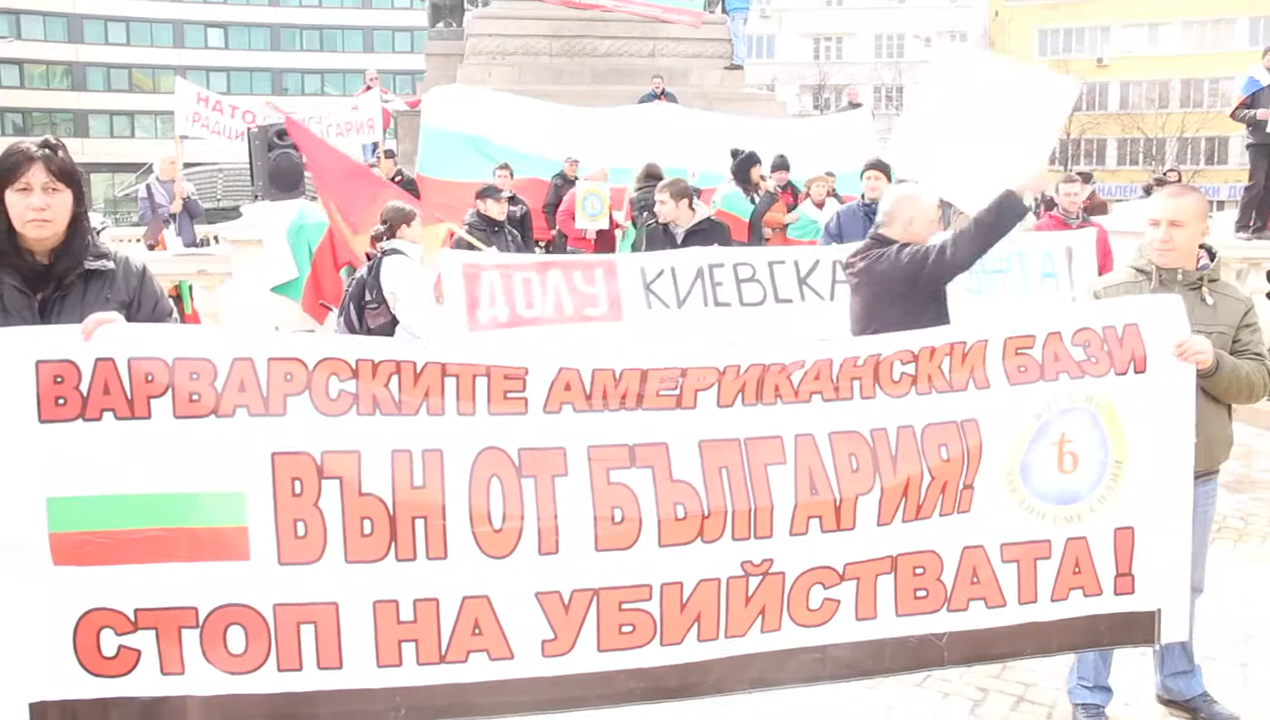 НАТО
БЪЛГАРИЯ
ДОЛУ КИЕВСКА
ВАРВАРСКИТЕ АМЕРИКАНСКИ БАЗИ
ВЪН ОТ БЪЛГАРИЯ!
ѣ
СТОП НА УБИЙСТВАТА!